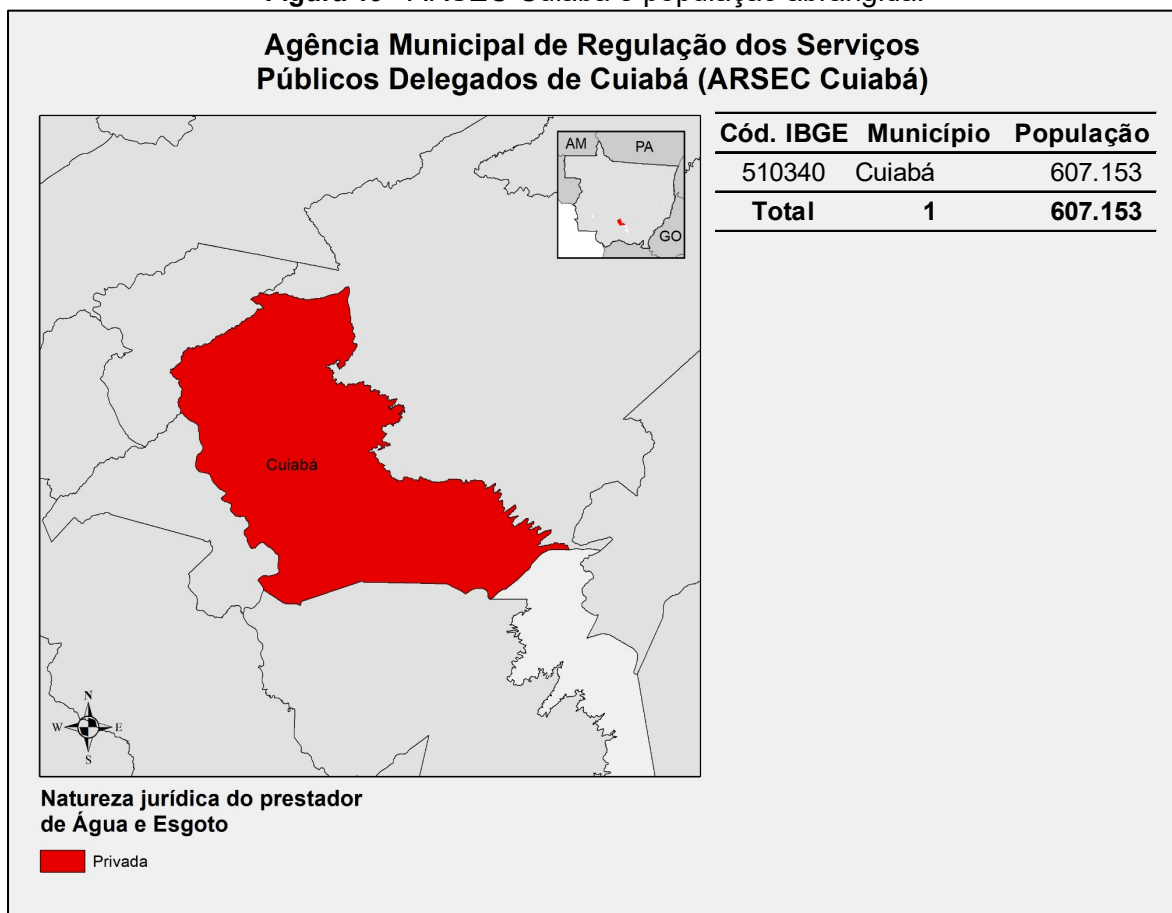 Agência Municipal de Regulação dos Serviços
Públicos Delegados de Cuiabá (ARSEC Cuiabá)
Cód. IBGE Município População
510340 Cuiabá 607.153
Total 1 607.153
AM PA
GO
Cuiabá
N
W E
S
Natureza jurídica do prestador
de Água e Esgoto
Privada